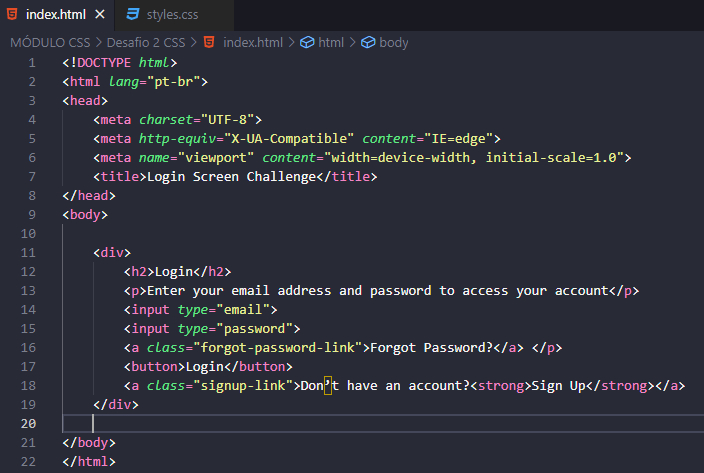 index.html × styles.css
MÓDULO CSS > Desafio 2 CSS > index.html > html > body
1 <!DOCTYPE html>
2 <html lang="pt-br">
3 <head>
4 <meta charset="UTF-8">
5 <meta http-equiv="X-UA-Compatible" content="IE=edge">
6 <meta name="viewport" content="width=device-width, initial-scale=1.0">
7 <title>Login Screen Challenge</title>
8 </head>
9 <body>
10
11 <div>
12 <h2>Login</h2>
13 <p>Enter your email address and password to access your account</p>
14 <input type="email">
15 <input type="password">
16 <a class="forgot-password-link">Forgot Password?</a> </p>
17 <button>Login</button>
18 <a class="signup-link">Don’t have an account?<strong>Sign Up</strong></a>
19 </div>
20
21 </body>
22 </html>